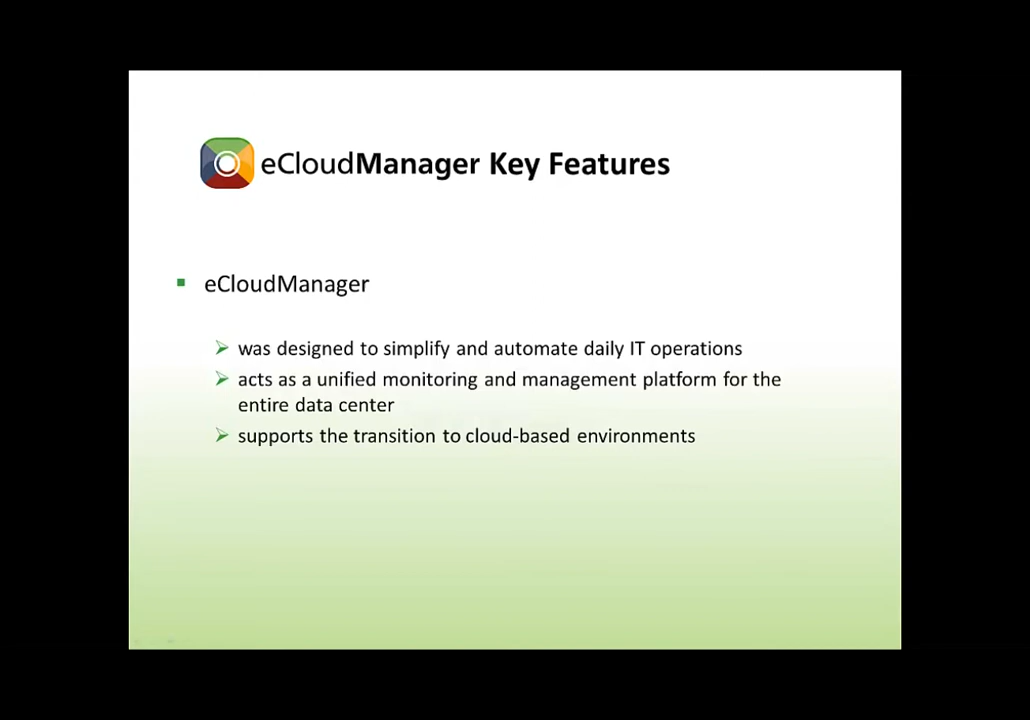 eCloudManager Key Features
eCloudManager
was designed to simplify and automate daily IT operations
acts as a unified monitoring and management platform for the
entire data center
supports the transition to cloud-based environments